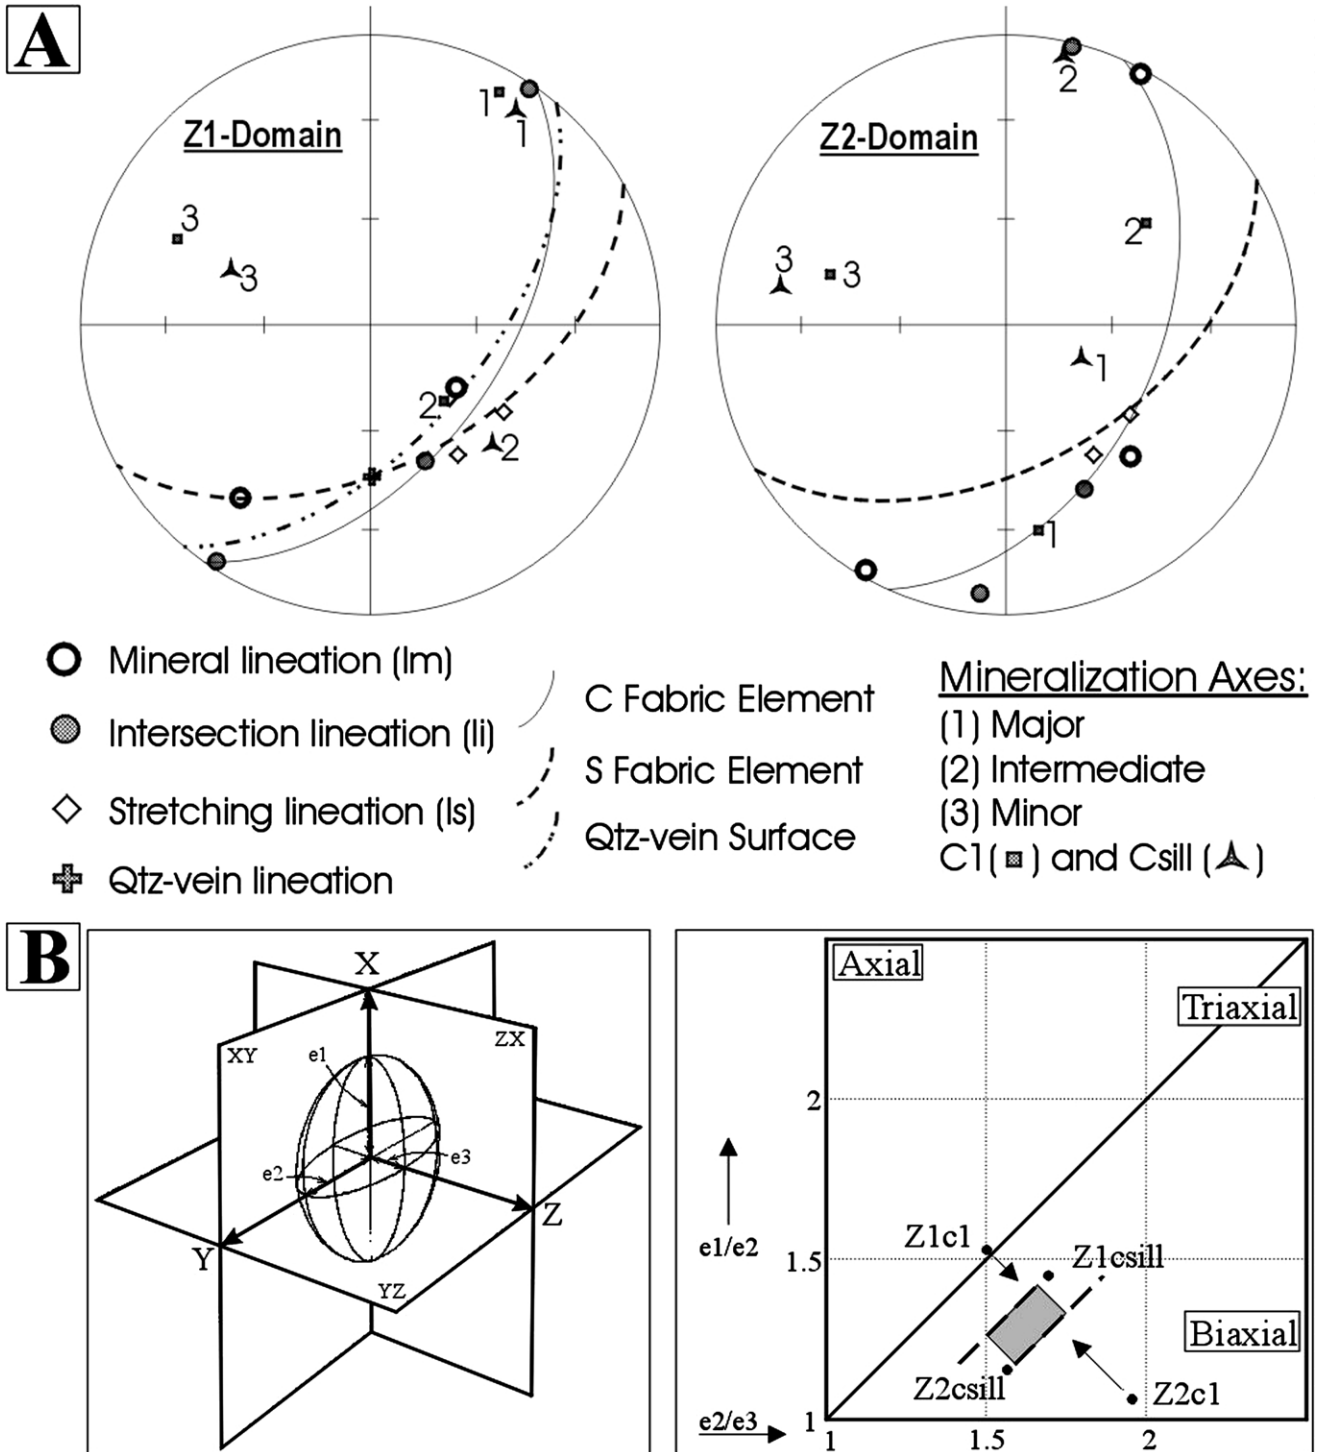 A
Z1-Domain
1
1
3
3
2
2
Z2-Domain
2
2
3
3
1
1
Mineral lineation (lm)
Intersection lineation (li)
Stretching lineation (ls)
Qtz-vein lineation
C Fabric Element
S Fabric Element
Qtz-vein Surface
Mineralization Axes:
(1) Major
(2) Intermediate
(3) Minor
C1( ) and Csill ( )
B
X
XY
ZX
e1
e2
e3
Y
Z
YZ
Axial
Triaxial
2
Z1c1
Z1csill
e1/e2
1.5
Biaxial
Z2csill
Z2c1
e2/e3
1
1
1.5
2